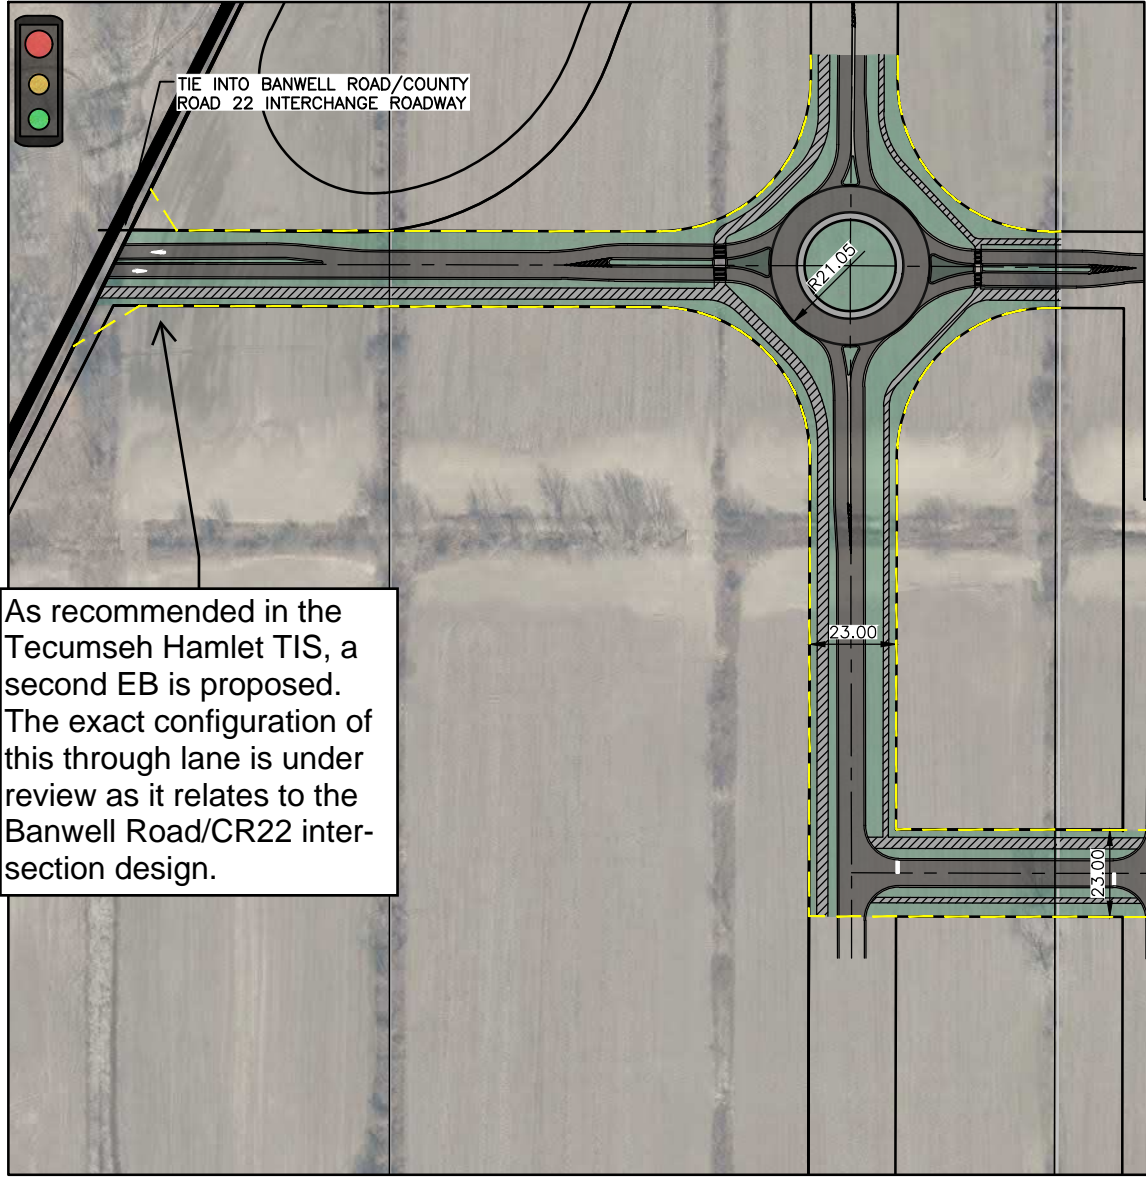 TIE INTO BANWELL ROAD/COUNTY
ROAD 22 INTERCHANGE ROADWAY
R21.05
As recommended in the
Tecumseh Hamlet TIS, a
second EB is proposed.
The exact configuration of
this through lane is under
review as it relates to the
Banwell Road/CR22 inter-
section design.
23.00
23.00